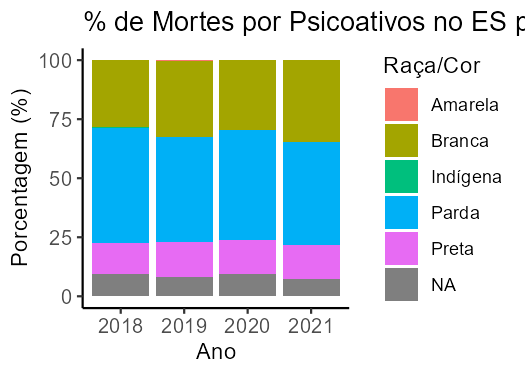 % de Mortes por Psicoativos no ES p
Porcentagem (%)
100
75
50
25
0
2018 2019 2020 2021
Ano
Raça/Cor
Amarela
Branca
Indígena
Parda
Preta
NA